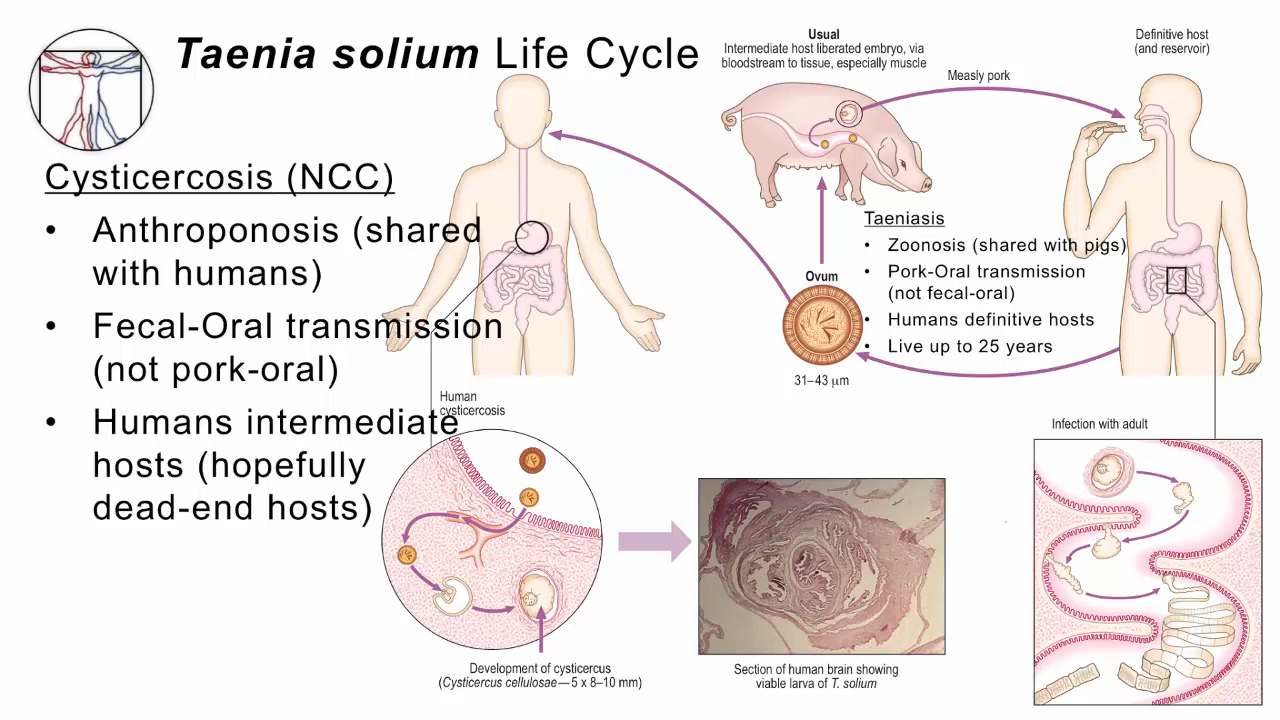 Taenia solium Life Cycle
Cysticercosis (NCC)
• Anthroponosis (shared
with humans)
• Fecal-Oral transmission
(not pork-oral)
• Humans intermediate
hosts (hopefully
dead-end hosts)
Usual
Intermediate host liberated embryo, via
bloodstream to tissue, especially muscle
Measly pork
Definitive host
(and reservoir)
Taeniasis
• Zoonosis (shared with pigs)
• Pork-Oral transmission
(not fecal-oral)
• Humans definitive hosts
• Live up to 25 years
Ovum
31–43 µm
Human
cysticercosis
Development of cysticercus
(Cysticercus cellulosae—5 x 8–10 mm)
Section of human brain showing
viable larva of T. solium
Infection with adult